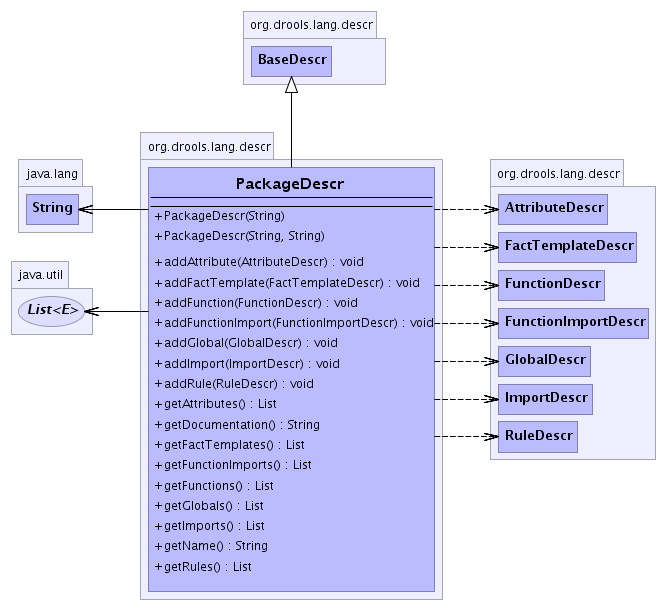 org.drools.lang.descr
BaseDescr
org.drools.lang.descr
java.lang
String
java.util
List<E>
PackageDescr
+ PackageDescr(String)
+ PackageDescr(String, String)
+ addAttribute(AttributeDescr) : void
+ addFactTemplate(FactTemplateDescr) : void
+ addFunction(FunctionDescr) : void
+ addFunctionImport(FunctionImportDescr) : void
+ addGlobal(GlobalDescr) : void
+ addImport(ImportDescr) : void
+ addRule(RuleDescr) : void
+ getAttributes() : List
+ getDocumentation() : String
+ getFactTemplates() : List
+ getFunctionImports() : List
+ getFunctions() : List
+ getGlobals() : List
+ getImports() : List
+ getName() : String
+ getRules() : List
org.drools.lang.descr
AttributeDescr
FactTemplateDescr
FunctionDescr
FunctionImportDescr
GlobalDescr
ImportDescr
RuleDescr